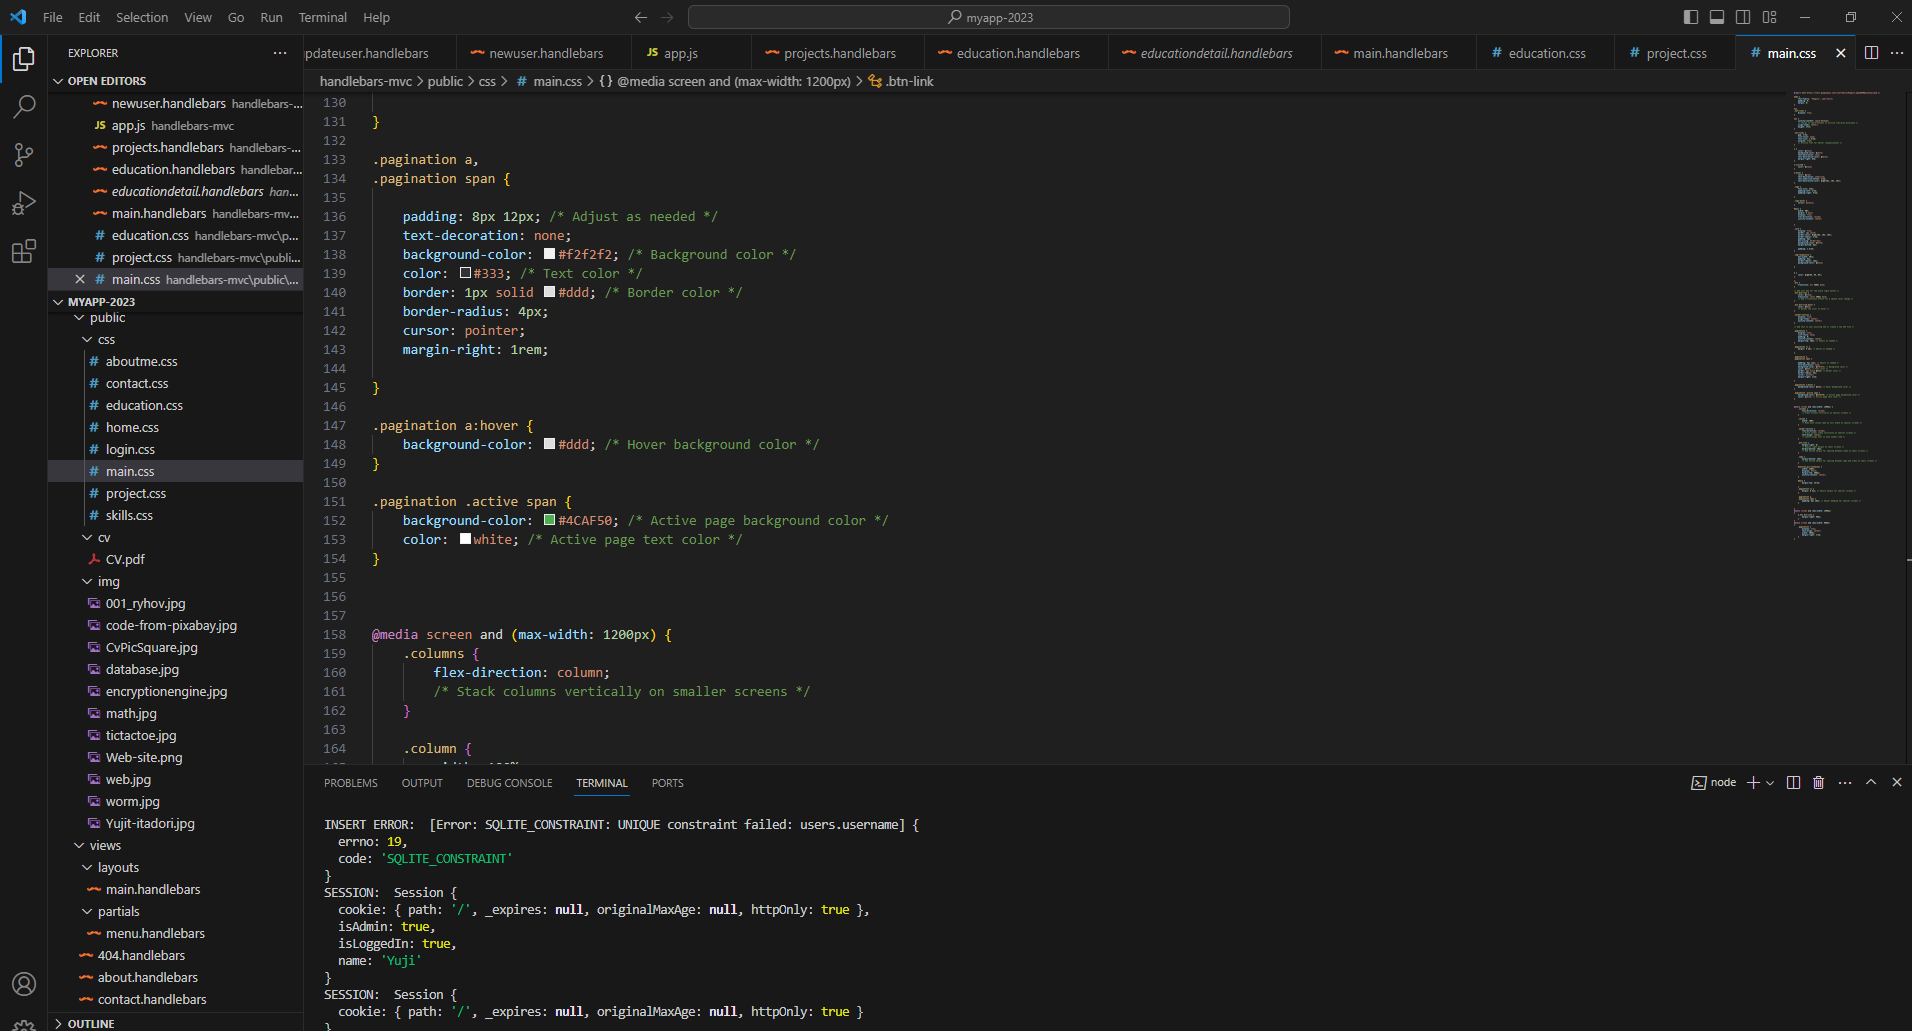 File Edit Selection View Go Run Terminal Help
myapp-2023
EXPLORER
OPEN EDITORS
newuser.handlebars handlebars-...
JS app.js handlebars-mvc
projects.handlebars handlebars-...
education.handlebars handlebar...
educationdetail.handlebars han...
main.handlebars handlebars-mv...
# education.css handlebars-mvc\p...
# project.css handlebars-mvc\publi...
# main.css handlebars-mvc\public\...
MYAPP-2023
public
css
# aboutme.css
# contact.css
# education.css
# home.css
# login.css
# main.css
# project.css
# skills.css
cv
CV.pdf
img
001_ryhov.jpg
code-from-pixabay.jpg
CvPicSquare.jpg
database.jpg
encryptionengine.jpg
math.jpg
tictactoe.jpg
Web-site.png
web.jpg
worm.jpg
Yujit-itadori.jpg
views
layouts
main.handlebars
partials
menu.handlebars
404.handlebars
about.handlebars
contact.handlebars
OUTLINE
pdateuser.handlebars newuser.handlebars JS app.js projects.handlebars education.handlebars educationdetail.handlebars main.handlebars # education.css # project.css # main.css
handlebars-mvc > public > css > # main.css > {} @media screen and (max-width: 1200px) > .btn-link
130
131 }
132
133 .pagination a,
134 .pagination span {
135
136 padding: 8px 12px; /* Adjust as needed */
137 text-decoration: none;
138 background-color: #f2f2f2; /* Background color */
139 color: #333; /* Text color */
140 border: 1px solid #ddd; /* Border color */
141 border-radius: 4px;
142 cursor: pointer;
143 margin-right: 1rem;
144
145 }
146
147 .pagination a:hover {
148 background-color: #ddd; /* Hover background color */
149 }
150
151 .pagination .active span {
152 background-color: #4CAF50; /* Active page background color */
153 color: white; /* Active page text color */
154 }
155
156
157
158 @media screen and (max-width: 1200px) {
159 .columns {
160 flex-direction: column;
161 /* Stack columns vertically on smaller screens */
162 }
163
164 .column {
PROBLEMS OUTPUT DEBUG CONSOLE TERMINAL PORTS
node
INSERT ERROR: [Error: SQLITE_CONSTRAINT: UNIQUE constraint failed: users.username] {
errno: 19,
code: 'SQLITE_CONSTRAINT'
}
SESSION: Session {
cookie: { path: '/', _expires: null, originalMaxAge: null, httpOnly: true },
isAdmin: true,
isLoggedIn: true,
name: 'Yuji'
}
SESSION: Session {
cookie: { path: '/', _expires: null, originalMaxAge: null, httpOnly: true }
}